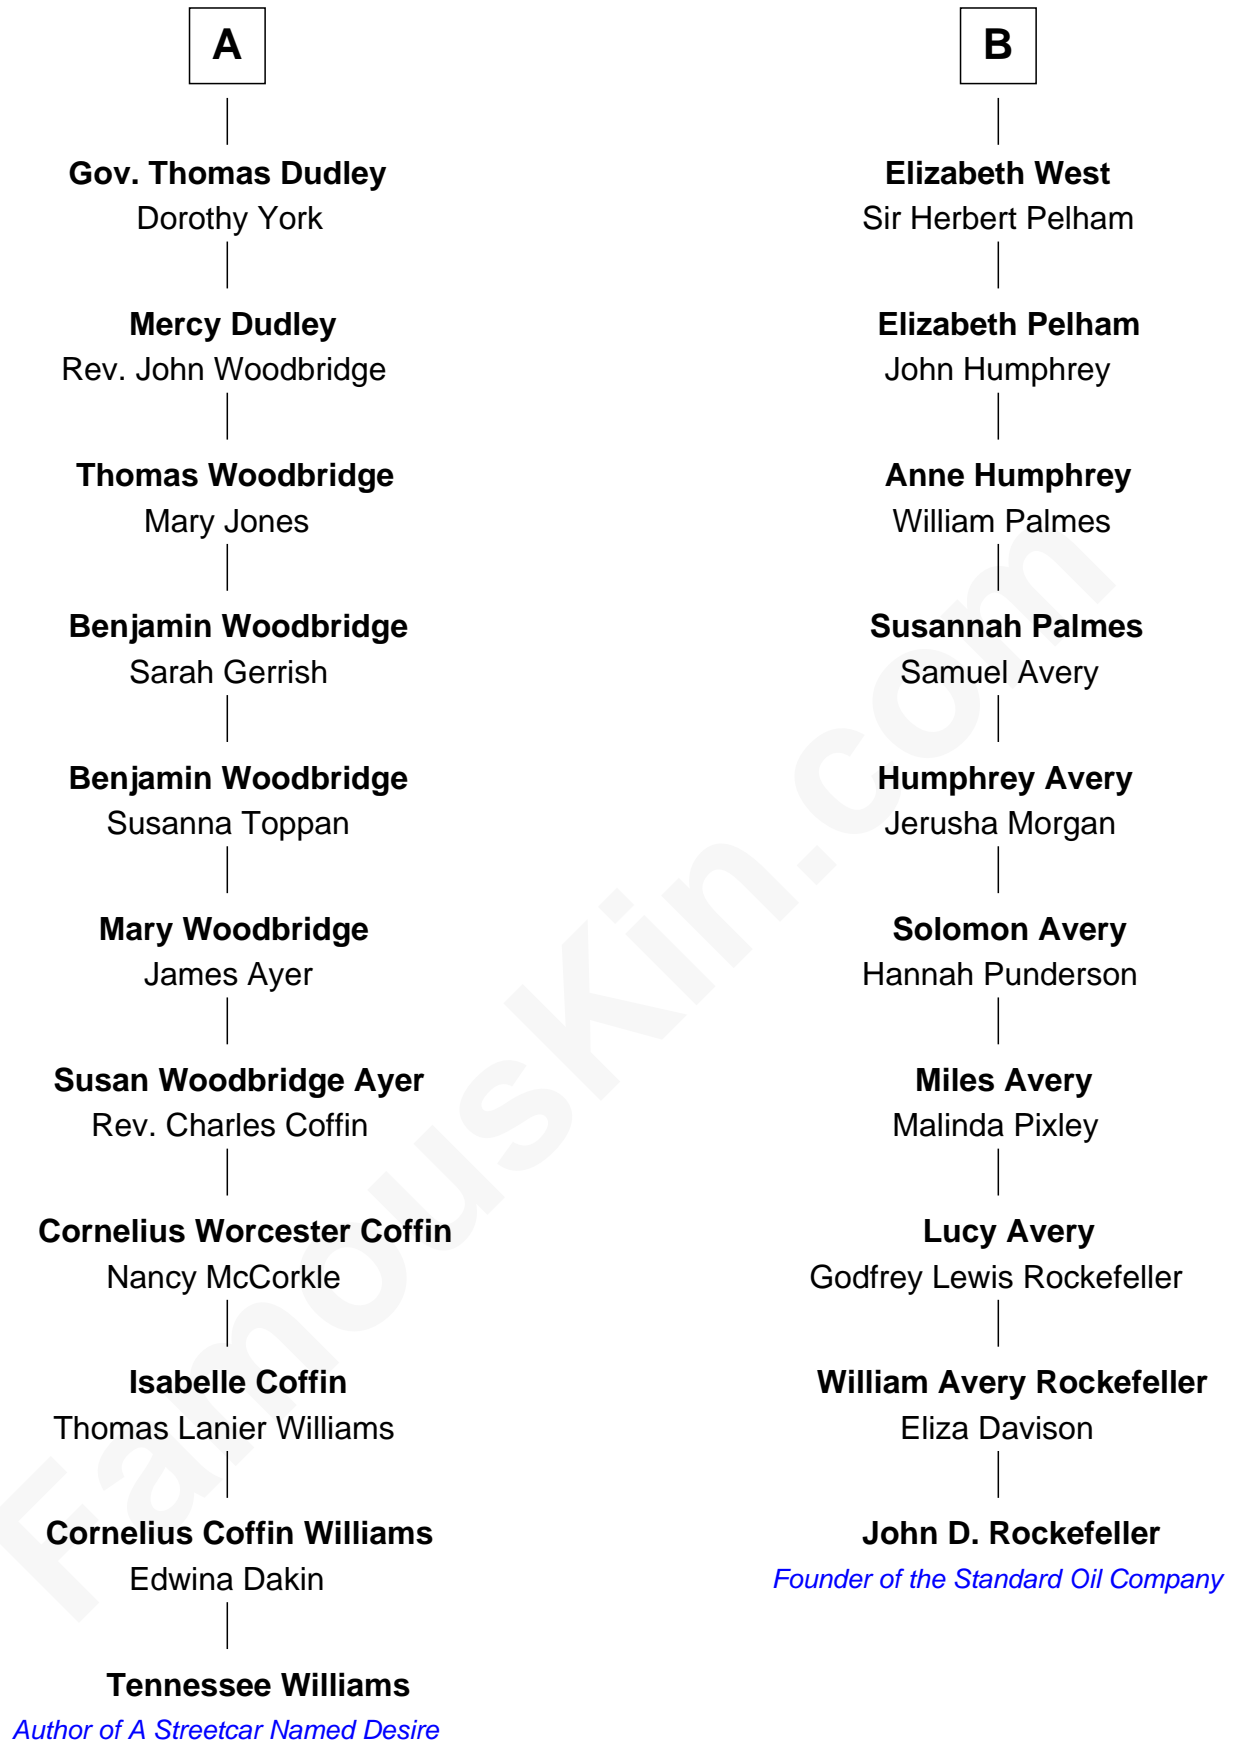 A
Gov. Thomas Dudley
Dorothy York
Mercy Dudley
Rev. John Woodbridge
Thomas Woodbridge
Mary Jones
Benjamin Woodbridge
Sarah Gerrish
Benjamin Woodbridge
Susanna Toppan
Mary Woodbridge
James Ayer
Susan Woodbridge Ayer
Rev. Charles Coffin
Cornelius Worcester Coffin
Nancy McCorkle
Isabelle Coffin
Thomas Lanier Williams
Cornelius Coffin Williams
Edwina Dakin
Tennessee Williams
Author of A Streetcar Named Desire
B
Elizabeth West
Sir Herbert Pelham
Elizabeth Pelham
John Humphrey
Anne Humphrey
William Palmes
Susannah Palmes
Samuel Avery
Humphrey Avery
Jerusha Morgan
Solomon Avery
Hannah Punderson
Miles Avery
Malinda Pixley
Lucy Avery
Godfrey Lewis Rockefeller
William Avery Rockefeller
Eliza Davison
John D. Rockefeller
Founder of the Standard Oil Company
FamousKin.com